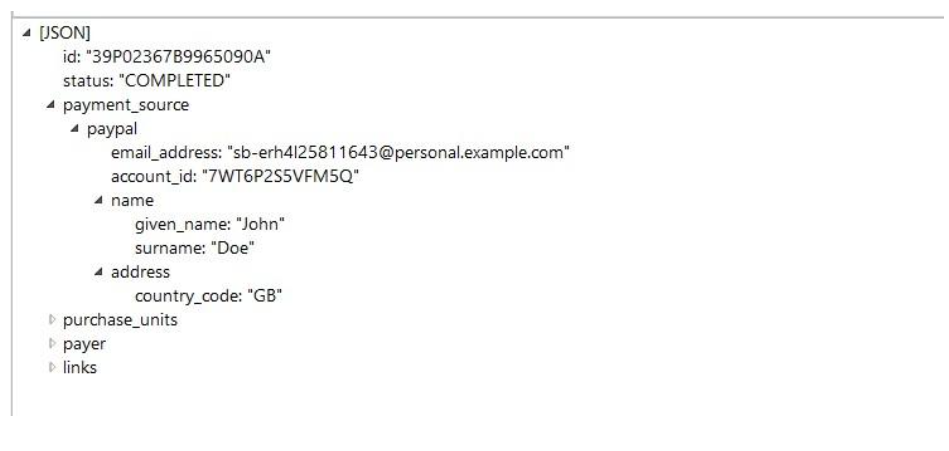 [JSON]
id: "39P02367B9965090A"
status: "COMPLETED"
payment_source
paypal
email_address: "sb-erh4l25811643@personal.example.com"
account_id: "7WT6P2S5VFM5Q"
name
given_name: "John"
surname: "Doe"
address
country_code: "GB"
purchase_units
payer
links